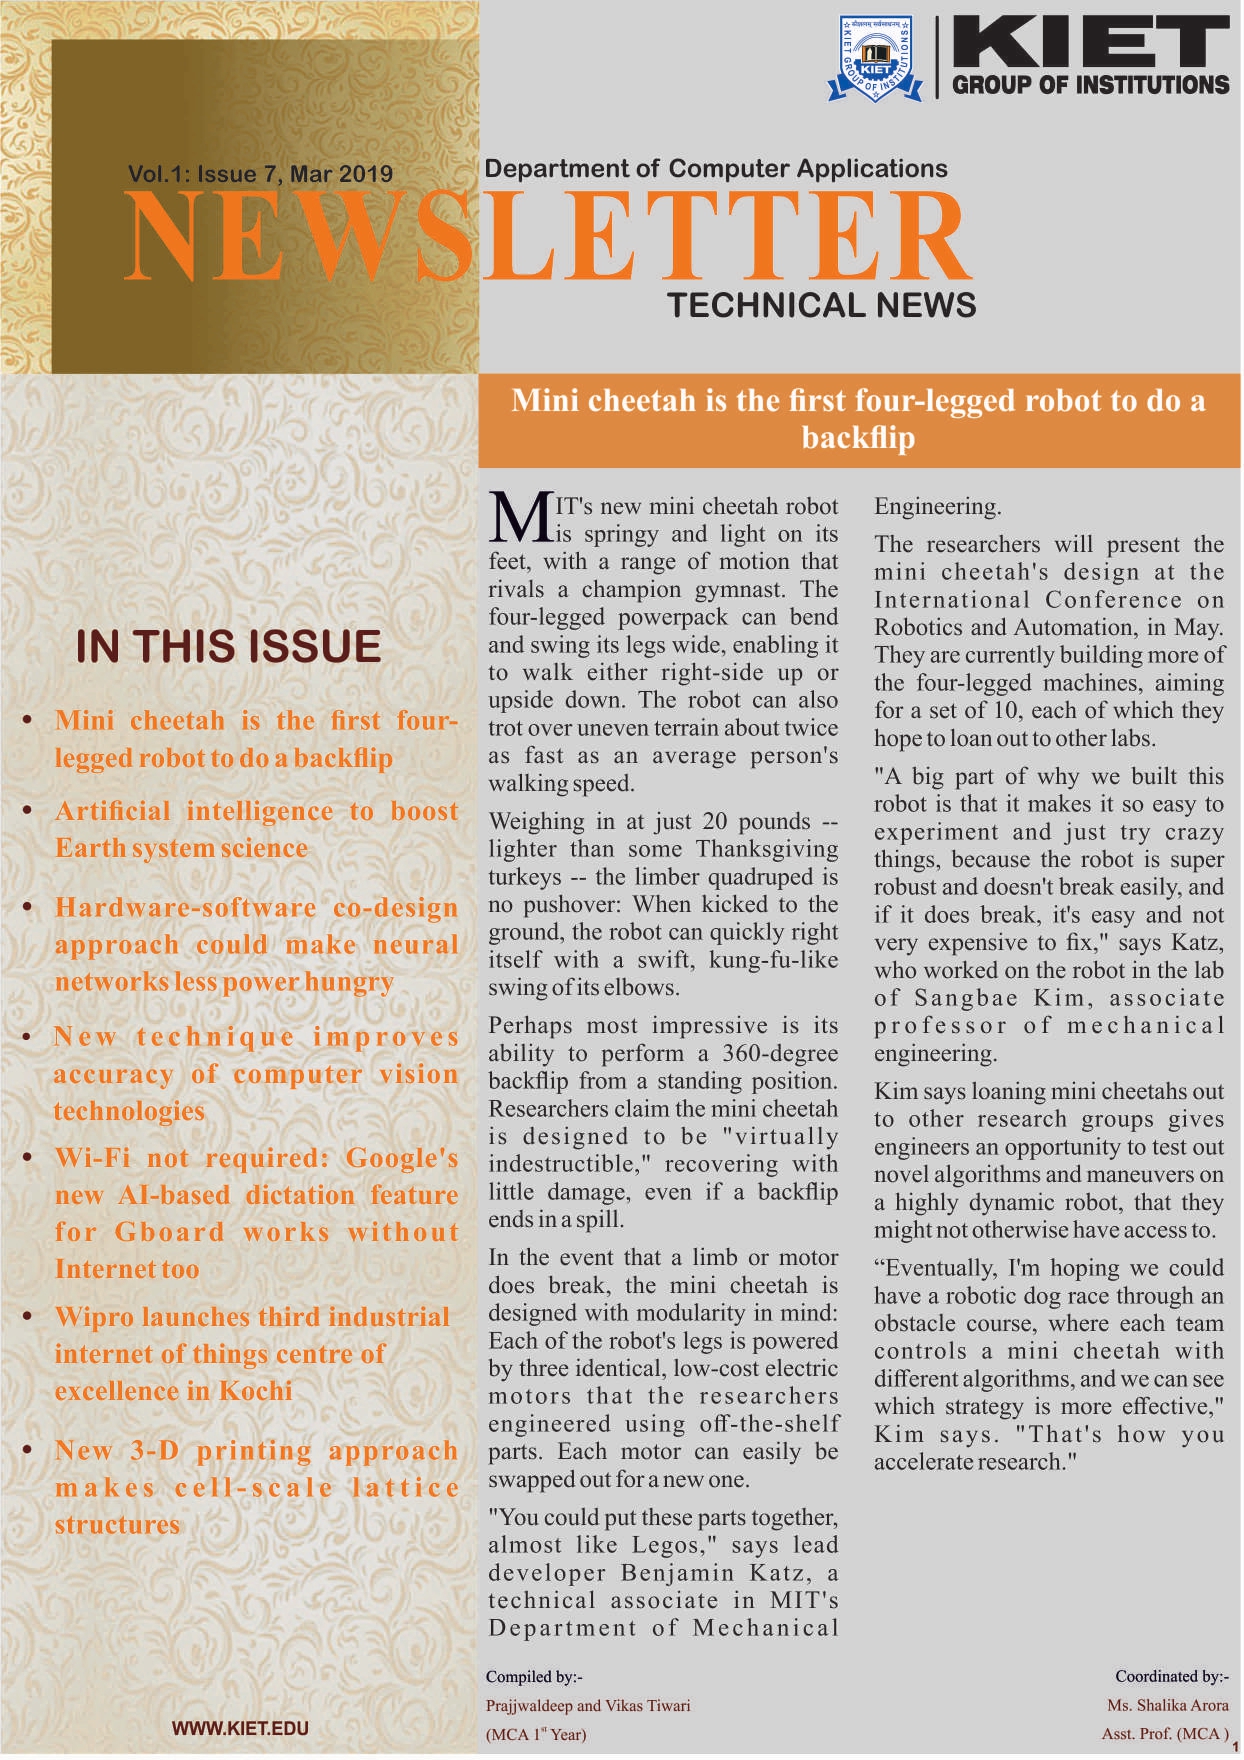 कौशलम् सर्वसाधनम्
KIET GROUP OF INSTITUTIONS
KIET
KIET
GROUP OF INSTITUTIONS
Vol.1: Issue 7, Mar 2019
Department of Computer Applications
NEWSLETTER
TECHNICAL NEWS
IN THIS ISSUE
• Mini cheetah is the first four-
legged robot to do a backflip
• Artificial intelligence to boost
Earth system science
• Hardware-software co-design
approach could make neural
networks less power hungry
• New technique improves
accuracy of computer vision
technologies
• Wi-Fi not required: Google's
new AI-based dictation feature
for Gboard works without
Internet too
• Wipro launches third industrial
internet of things centre of
excellence in Kochi
• New 3-D printing approach
makes cell-scale lattice
structures
WWW.KIET.EDU
Mini cheetah is the first four-legged robot to do a
backflip
MIT's new mini cheetah robot
is springy and light on its
feet, with a range of motion that
rivals a champion gymnast. The
four-legged powerpack can bend
and swing its legs wide, enabling it
to walk either right-side up or
upside down. The robot can also
trot over uneven terrain about twice
as fast as an average person's
walking speed.
Weighing in at just 20 pounds --
lighter than some Thanksgiving
turkeys -- the limber quadruped is
no pushover: When kicked to the
ground, the robot can quickly right
itself with a swift, kung-fu-like
swing of its elbows.
Perhaps most impressive is its
ability to perform a 360-degree
backflip from a standing position.
Researchers claim the mini cheetah
is designed to be "virtually
indestructible," recovering with
little damage, even if a backflip
ends in a spill.
In the event that a limb or motor
does break, the mini cheetah is
designed with modularity in mind:
Each of the robot's legs is powered
by three identical, low-cost electric
motors that the researchers
engineered using off-the-shelf
parts. Each motor can easily be
swapped out for a new one.
"You could put these parts together,
almost like Legos," says lead
developer Benjamin Katz, a
technical associate in MIT's
Department of Mechanical
Engineering.
The researchers will present the
mini cheetah's design at the
International Conference on
Robotics and Automation, in May.
They are currently building more of
the four-legged machines, aiming
for a set of 10, each of which they
hope to loan out to other labs.
"A big part of why we built this
robot is that it makes it so easy to
experiment and just try crazy
things, because the robot is super
robust and doesn't break easily, and
if it does break, it's easy and not
very expensive to fix," says Katz,
who worked on the robot in the lab
of Sangbae Kim, associate
professor of mechanical
engineering.
Kim says loaning mini cheetahs out
to other research groups gives
engineers an opportunity to test out
novel algorithms and maneuvers on
a highly dynamic robot, that they
might not otherwise have access to.
“Eventually, I'm hoping we could
have a robotic dog race through an
obstacle course, where each team
controls a mini cheetah with
different algorithms, and we can see
which strategy is more effective,"
Kim says. "That's how you
accelerate research."
Compiled by:-
Prajjwaldeep and Vikas Tiwari
(MCA 1st Year)
Coordinated by:-
Ms. Shalika Arora
Asst. Prof. (MCA )
1